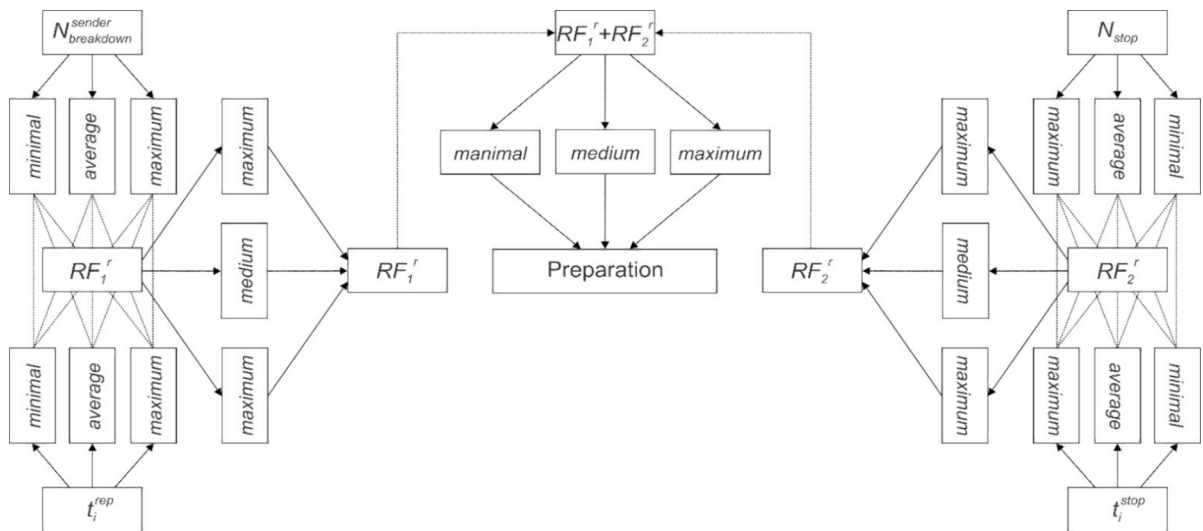 N_breakdown^sender
RF_1^r+RF_2^r
N_stop
minimal
average
maximum
maximum
manimal
medium
maximum
maximum
maximum
average
minimal
RF_1^r
medium
RF_1^r
Preparation
RF_2^r
medium
RF_2^r
minimal
average
maximum
maximum
maximum
maximum
average
minimal
t_i^rep
t_i^stop